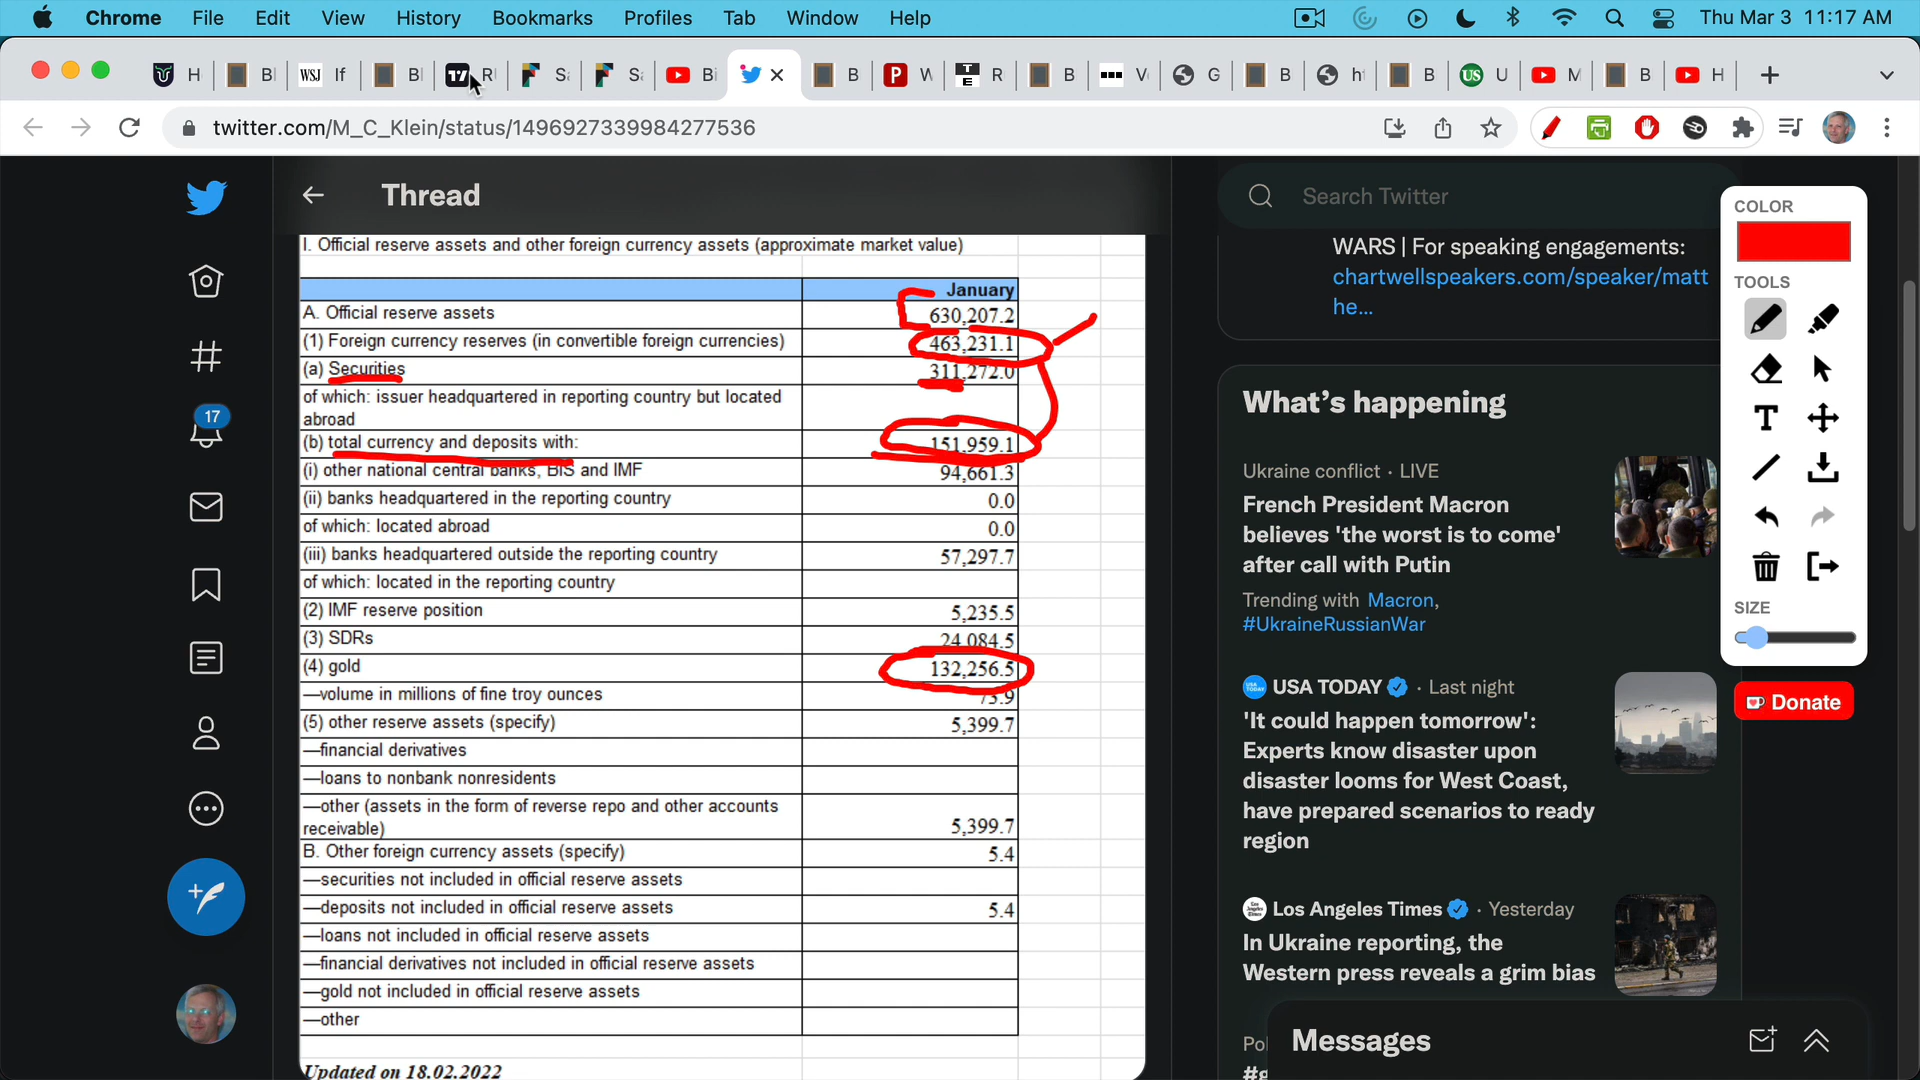 Chrome File Edit View History Bookmarks Profiles Tab Window Help Thu Mar 3 11:17 AM
H Bl WSJ If Bl 17 R Sa Sa Bi B P W T E R B V G B h B US U M B H
twitter.com/M_C_Klein/status/1496927339984277536
Thread
I. Official reserve assets and other foreign currency assets (approximate market value)
January
A. Official reserve assets 630,207.2
(1) Foreign currency reserves (in convertible foreign currencies) 463,231.1
(a) Securities 311,272.0
of which: issuer headquartered in reporting country but located
abroad
(b) total currency and deposits with: 151,959.1
(i) other national central banks, BIS and IMF 94,661.3
(ii) banks headquartered in the reporting country 0.0
of which: located abroad 0.0
(iii) banks headquartered outside the reporting country 57,297.7
of which: located in the reporting country
(2) IMF reserve position 5,235.5
(3) SDRs 24,084.5
(4) gold 132,256.5
—volume in millions of fine troy ounces 73.9
(5) other reserve assets (specify) 5,399.7
—financial derivatives
—loans to nonbank nonresidents
—other (assets in the form of reverse repo and other accounts
receivable) 5,399.7
B. Other foreign currency assets (specify) 5.4
—securities not included in official reserve assets
—deposits not included in official reserve assets 5.4
—loans not included in official reserve assets
—financial derivatives not included in official reserve assets
—gold not included in official reserve assets
—other
Updated on 18.02.2022
17
Search Twitter
WARS | For speaking engagements:
chartwellspeakers.com/speaker/matt
he...
What's happening
Ukraine conflict · LIVE
French President Macron
believes 'the worst is to come'
after call with Putin
Trending with Macron,
#UkraineRussianWar
USA TODAY · Last night
'It could happen tomorrow':
Experts know disaster upon
disaster looms for West Coast,
have prepared scenarios to ready
region
Los Angeles Times · Yesterday
In Ukraine reporting, the
Western press reveals a grim bias
Pol
#g
Messages
COLOR
TOOLS
T
SIZE
Donate